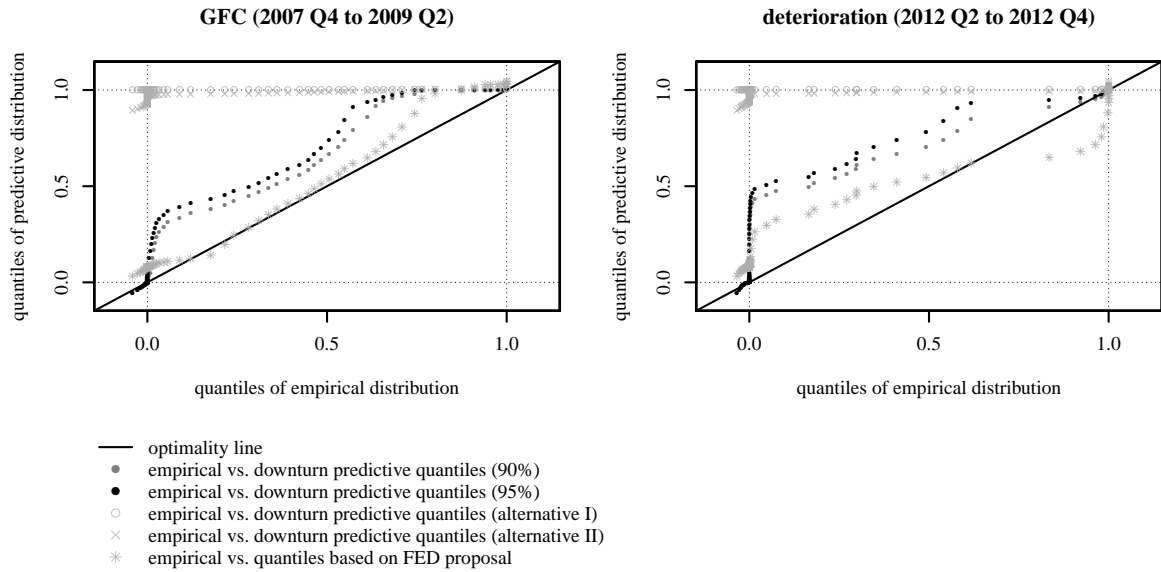 GFC (2007 Q4 to 2009 Q2)
quantiles of predictive distribution
1.0
0.5
0.0
0.0 0.5 1.0
quantiles of empirical distribution
deterioration (2012 Q2 to 2012 Q4)
quantiles of predictive distribution
1.0
0.5
0.0
0.0 0.5 1.0
quantiles of empirical distribution
optimality line
empirical vs. downturn predictive quantiles (90%)
empirical vs. downturn predictive quantiles (95%)
empirical vs. downturn predictive quantiles (alternative I)
empirical vs. downturn predictive quantiles (alternative II)
empirical vs. quantiles based on FED proposal